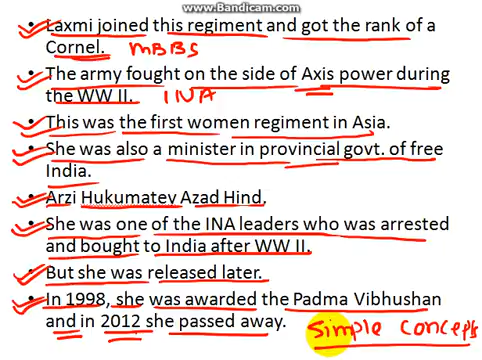 www.Bandicam.com
• Laxmi joined this regiment and got the rank of a
Cornel. MBBS
• The army fought on the side of Axis power during
the WW II. INA
• This was the first women regiment in Asia.
• She was also a minister in provincial govt. of free
India.
• Arzi Hukumatey Azad Hind.
• She was one of the INA leaders who was arrested
and bought to India after WW II.
• But she was released later.
• In 1998, she was awarded the Padma Vibhushan
and in 2012 she passed away. Simple concepts